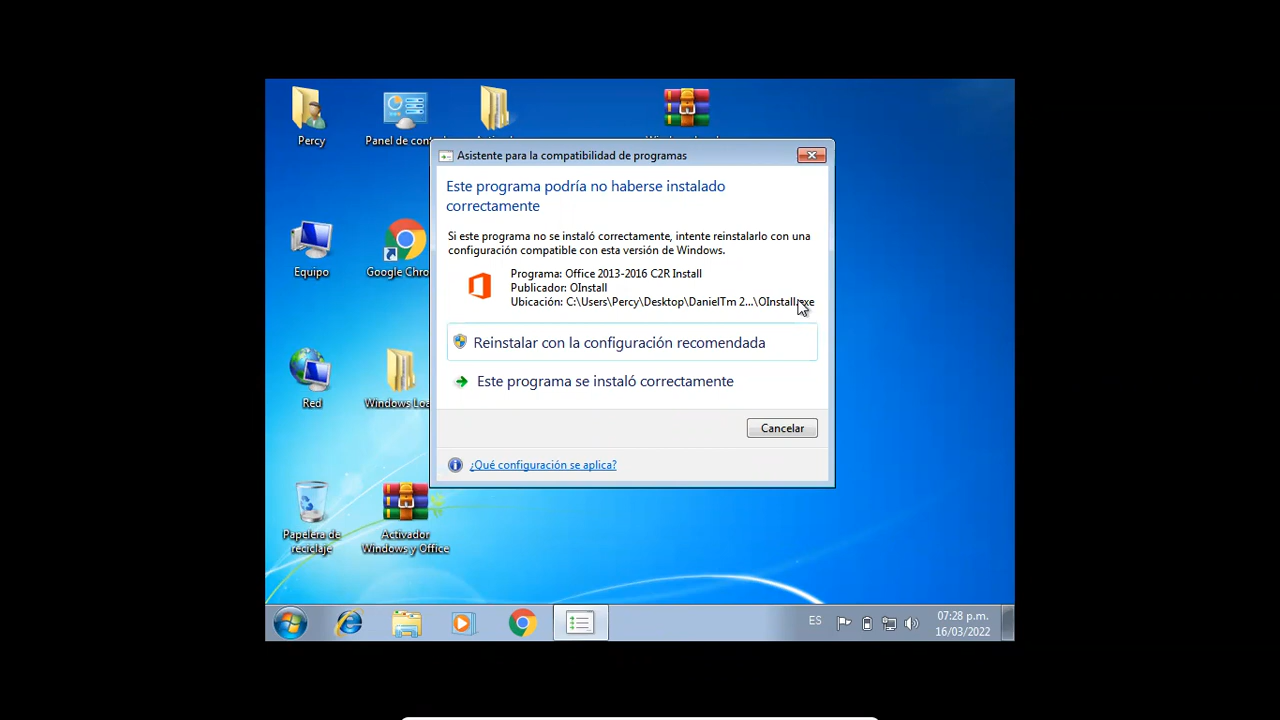 Percy
Panel de cont
Asistente para la compatibilidad de programas
Este programa podría no haberse instalado
correctamente
Si este programa no se instaló correctamente, intente reinstalarlo con una
configuración compatible con esta versión de Windows.
Programa: Office 2013-2016 C2R Install
Publicador: OInstall
Ubicación: C:\Users\Percy\Desktop\DanielTm 2...\OInstall.exe
Reinstalar con la configuración recomendada
Este programa se instaló correctamente
Cancelar
¿Qué configuración se aplica?
Equipo
Google Chro
Red
Windows Loa
Papelera de
reciclaje
Activador
Windows y Office
ES
07:28 p.m.
16/03/2022